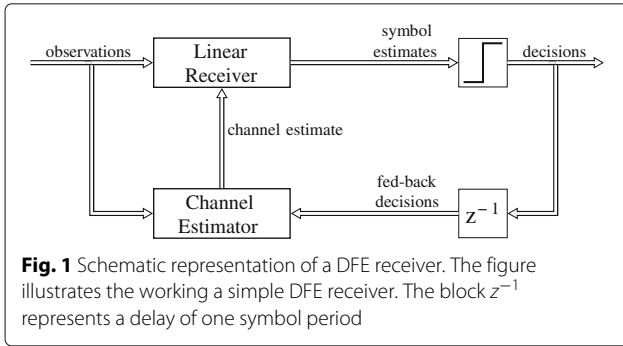 observations
Linear
Receiver
symbol
estimates
decisions
channel estimate
Channel
Estimator
fed-back
decisions
z⁻¹
Fig. 1 Schematic representation of a DFE receiver. The figure
illustrates the working a simple DFE receiver. The block z⁻¹
represents a delay of one symbol period